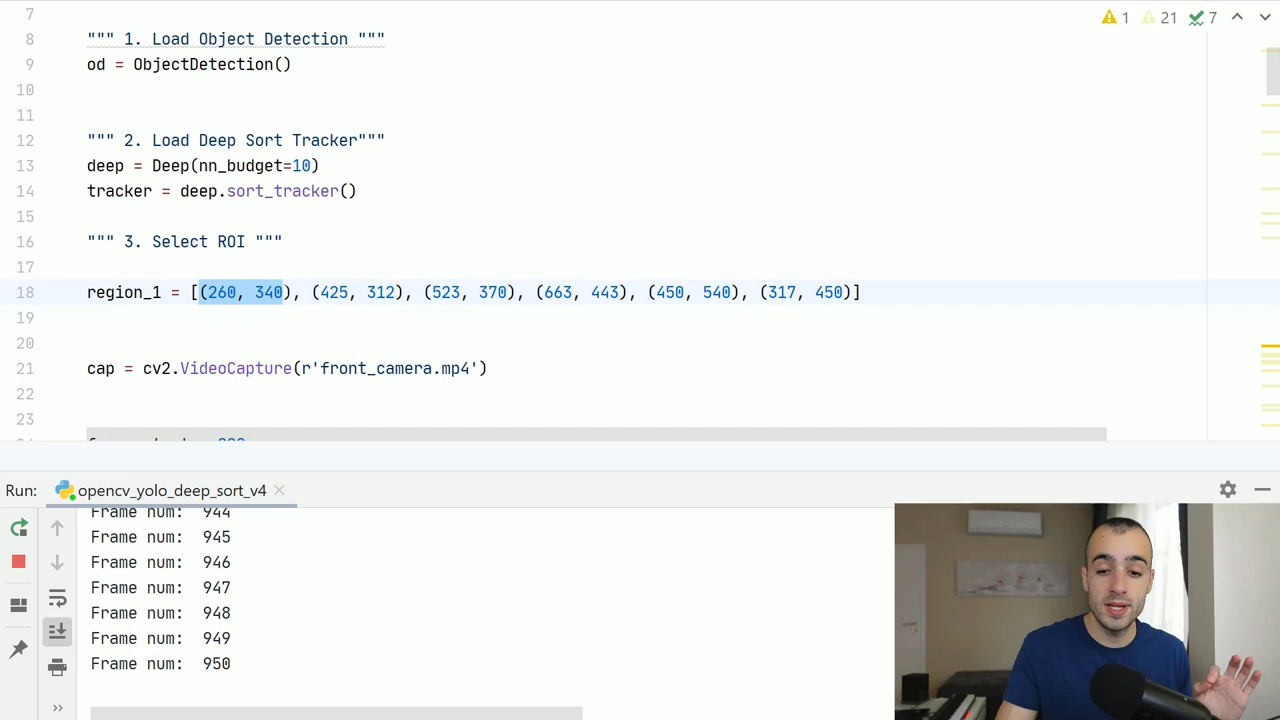 7
1 21 7
8 """ 1. Load Object Detection """
9 od = ObjectDetection()
10
11
12 """ 2. Load Deep Sort Tracker"""
13 deep = Deep(nn_budget=10)
14 tracker = deep.sort_tracker()
15
16 """ 3. Select ROI """
17
18 region_1 = [(260, 340), (425, 312), (523, 370), (663, 443), (450, 540), (317, 450)]
19
20
21 cap = cv2.VideoCapture(r'front_camera.mp4')
22
23
Run: opencv_yolo_deep_sort_v4
Frame num: 944
Frame num: 945
Frame num: 946
Frame num: 947
Frame num: 948
Frame num: 949
Frame num: 950